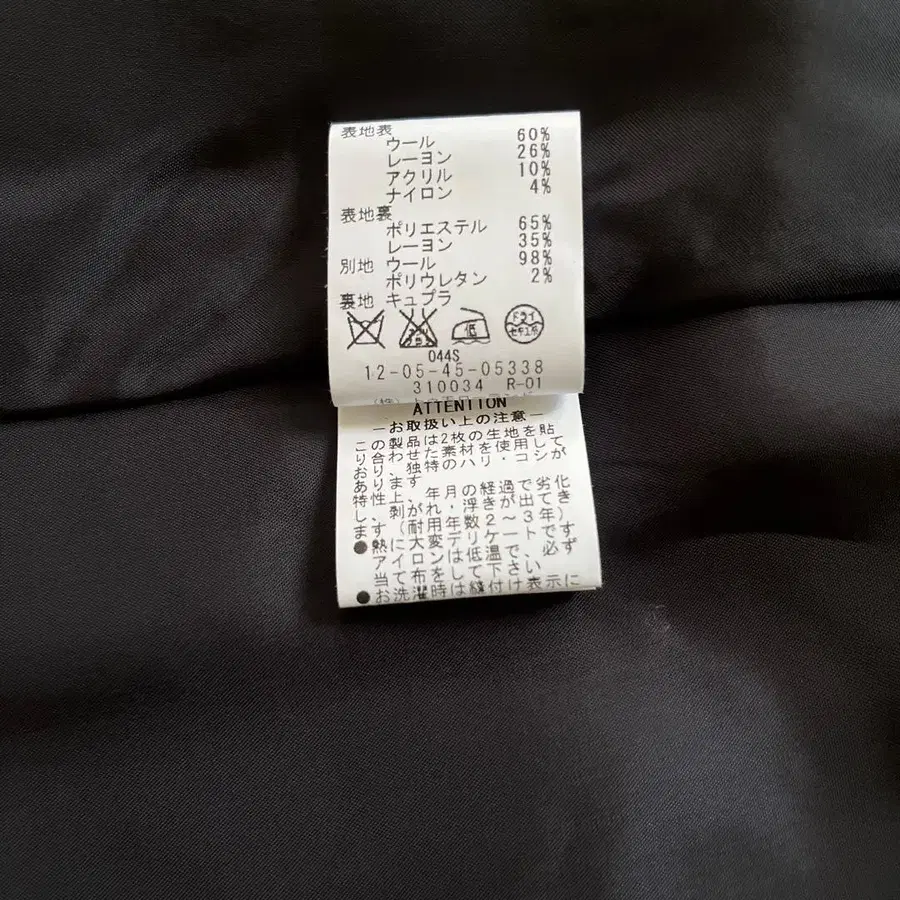 表地表
ウール 60%
レーヨン 26%
アクリル 10%
ナイロン 4%
表地裏
ポリエステル 65%
レーヨン 35%
別地 ウール 98%
ポリウレタン 2%
裏地 キュプラ
低
ドライ
セキユ系
044S
12-05-45-05338
310034 R-01
ATTENTION
―お取扱い上の注意―
この製品は2枚の生地を貼
り合わせた素材を使用して
おり、独特のハリ・コシが
あります
特性上、年月の経過で劣化
し、剥がれ・浮きが出てき
ます(耐用年数2～3年)
●熱に大変デリケートです
アイロンは低温で、必ず
当て布をして下さい
●お洗濯時は縫付け表示に